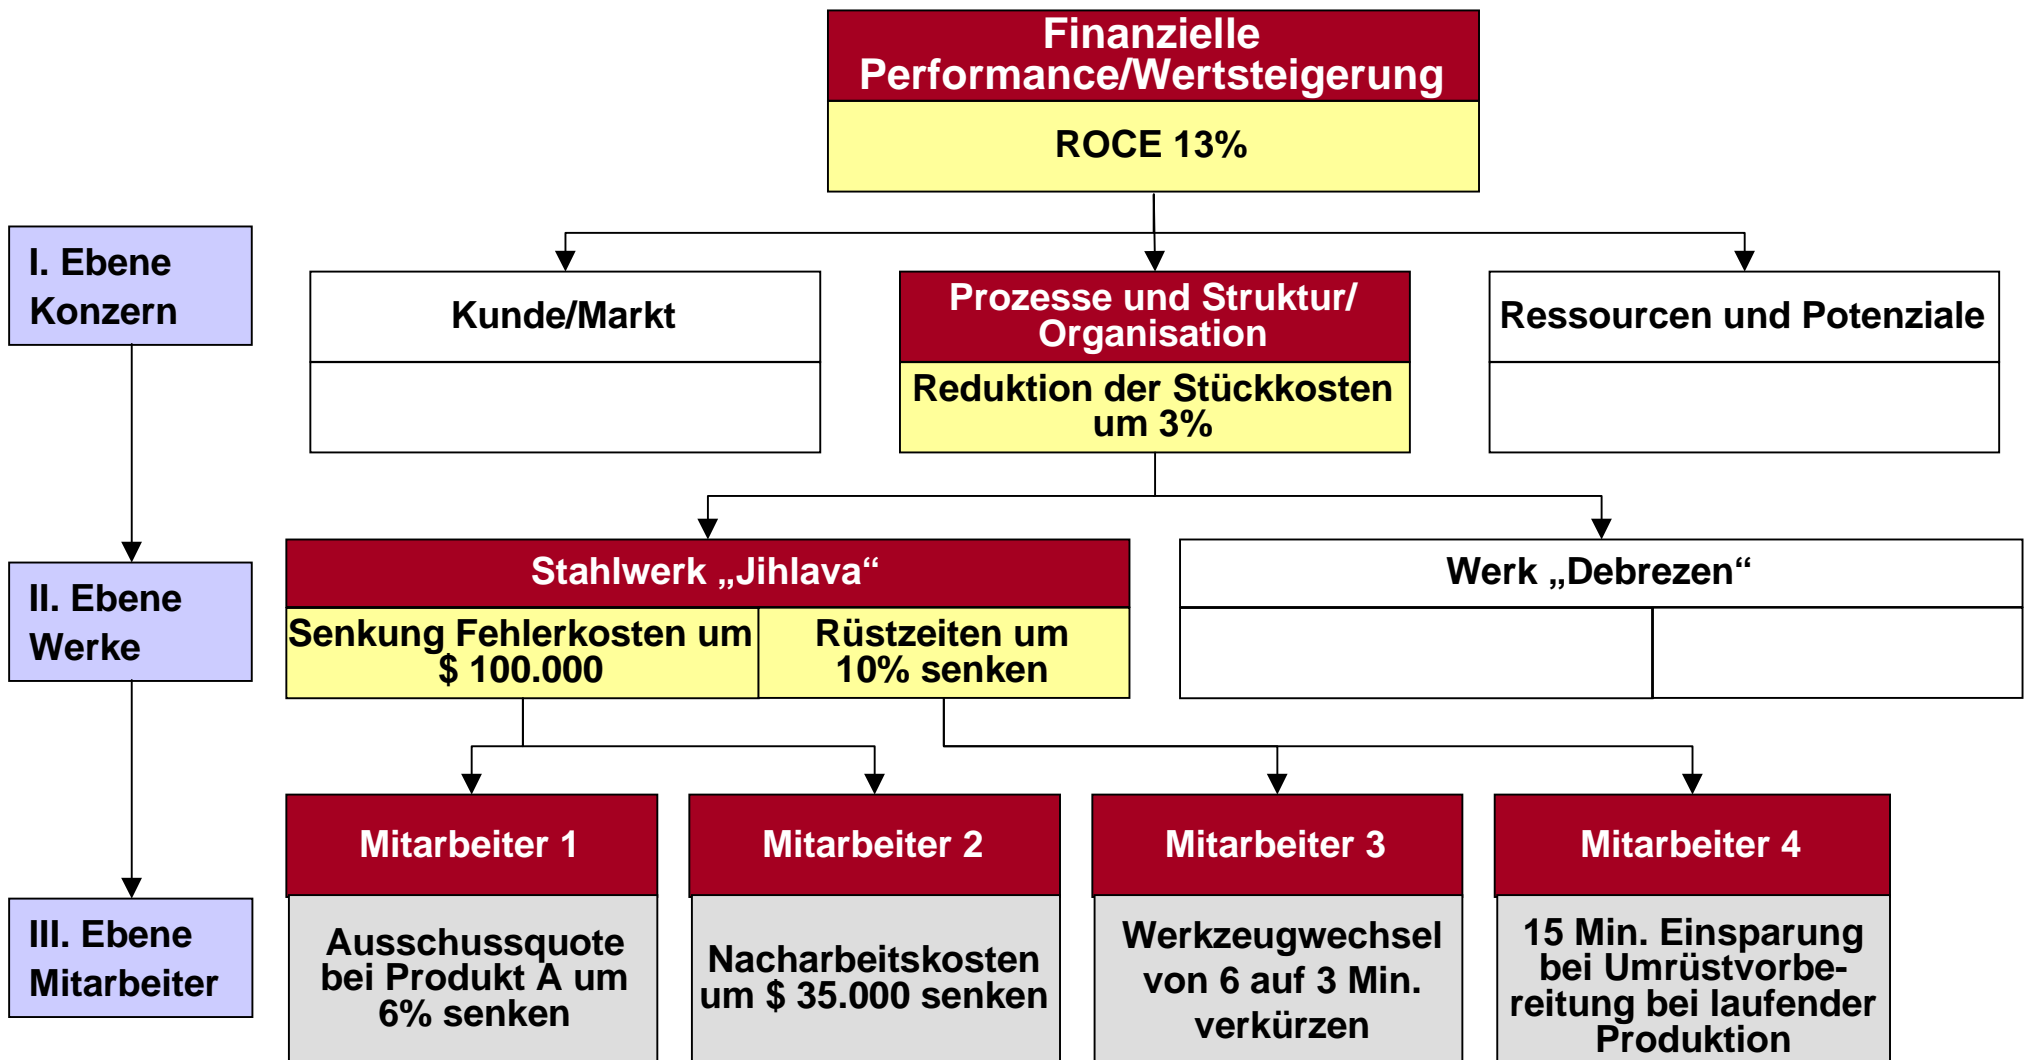 Finanzielle
Performance/Wertsteigerung
ROCE 13%
I. Ebene
Konzern
Kunde/Markt
Prozesse und Struktur/
Organisation
Reduktion der Stückkosten
um 3%
Ressourcen und Potenziale
II. Ebene
Werke
Stahlwerk „Jihlava“
Senkung Fehlerkosten um
$ 100.000
Rüstzeiten um
10% senken
Werk „Debrezen“
III. Ebene
Mitarbeiter
Mitarbeiter 1
Ausschussquote
bei Produkt A um
6% senken
Mitarbeiter 2
Nacharbeitskosten
um $ 35.000 senken
Mitarbeiter 3
Werkzeugwechsel
von 6 auf 3 Min.
verkürzen
Mitarbeiter 4
15 Min. Einsparung
bei Umrüstvorbe-
reitung bei laufender
Produktion